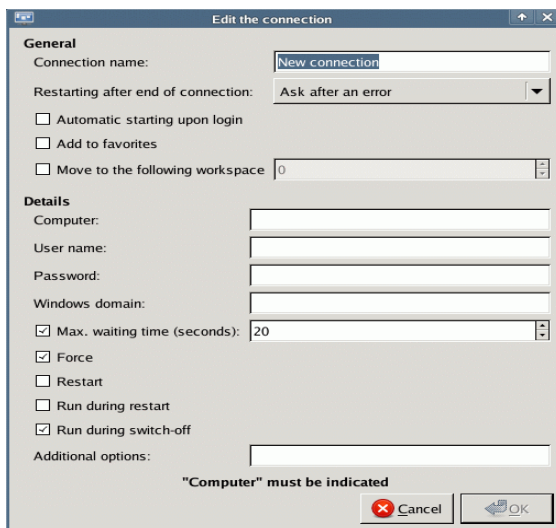 Edit the connection
General
Connection name: New connection
Restarting after end of connection: Ask after an error
Automatic starting upon login
Add to favorites
Move to the following workspace 0
Details
Computer:
User name:
Password:
Windows domain:
Max. waiting time (seconds): 20
Force
Restart
Run during restart
Run during switch-off
Additional options:
"Computer" must be indicated
Cancel OK